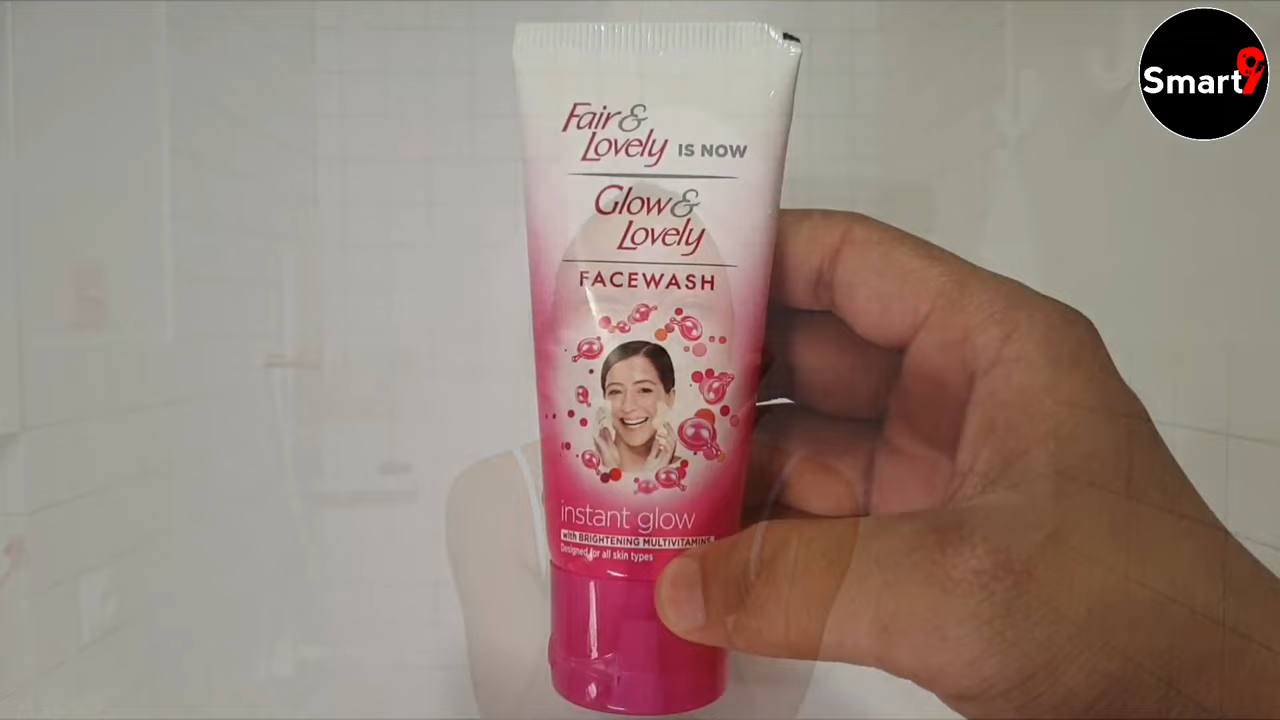 Smart9
Fair &
Lovely IS NOW
Glow &
Lovely
FACEWASH
instant glow
with BRIGHTENING MULTIVITAMINS
Designed for all skin types